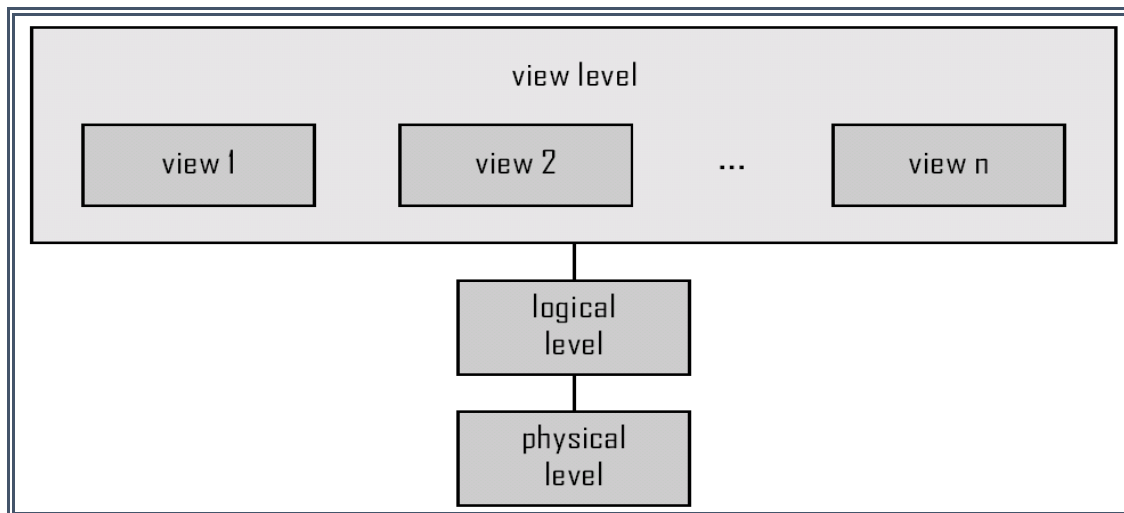 view level
view 1
view 2
...
view n
logical
level
physical
level